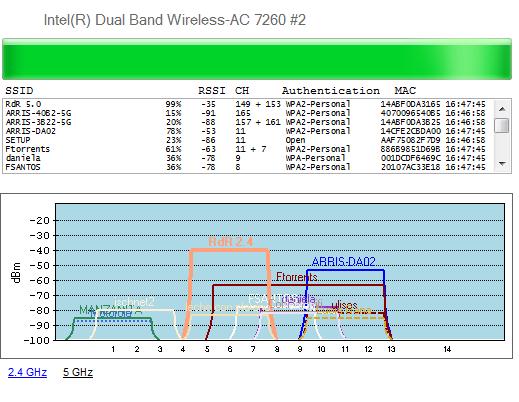 Intel(R) Dual Band Wireless-AC 7260 #2
SSID RSSI CH Authentication MAC
RdR 5.0 99% -35 149 + 153 WPA2-Personal 14ABF0DA3165 16:47:45
ARRIS-40B2-5G 15% -91 165 WPA2-Personal 4070096540B5 16:45:58
ARRIS-3B22-5G 20% -88 157 + 161 WPA2-Personal 14ABF0DA3B25 16:47:45
ARRIS-DA02 78% -53 11 WPA2-Personal 14CFE2CBDA00 16:47:45
SETUP 23% -86 11 Open AAF75082F7D9 16:45:58
Ftorrents 61% -63 11 + 7 WPA2-Personal 886B9851D69B 16:47:45
daniela 36% -78 9 WPA-Personal 001DCDF6469C 16:47:45
FSANTOS 36% -78 8 WPA2-Personal 20107AC33E18 16:47:45
dBm
-20
-30
-40
-50
-60
-70
-80
-90
-100
RdR 2.4
ARRIS-DA02
Ftorrents
daniela
ulises
1 2 3 4 5 6 7 8 9 10 11 12 13 14
2.4 GHz 5 GHz